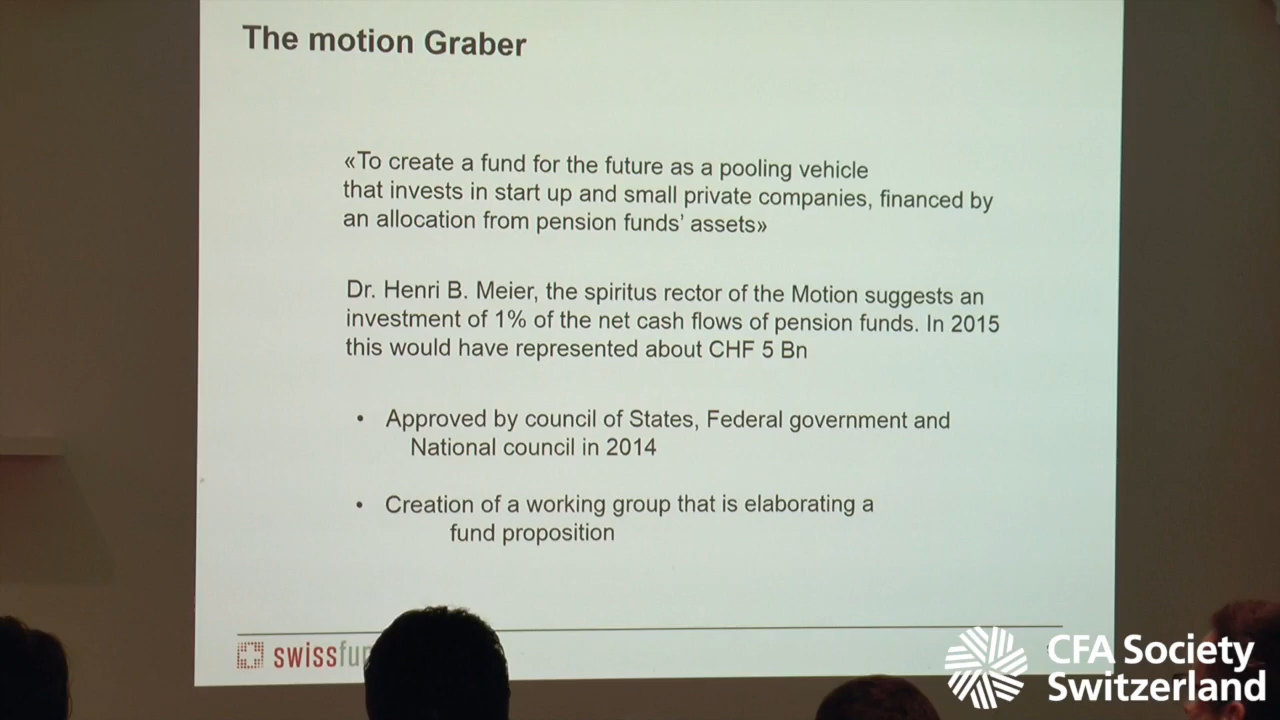 The motion Graber
«To create a fund for the future as a pooling vehicle
that invests in start up and small private companies, financed by
an allocation from pension funds' assets»
Dr. Henri B. Meier, the spiritus rector of the Motion suggests an
investment of 1% of the net cash flows of pension funds. In 2015
this would have represented about CHF 5 Bn
• Approved by council of States, Federal government and
National council in 2014
• Creation of a working group that is elaborating a
fund proposition
CFA Society
Switzerland